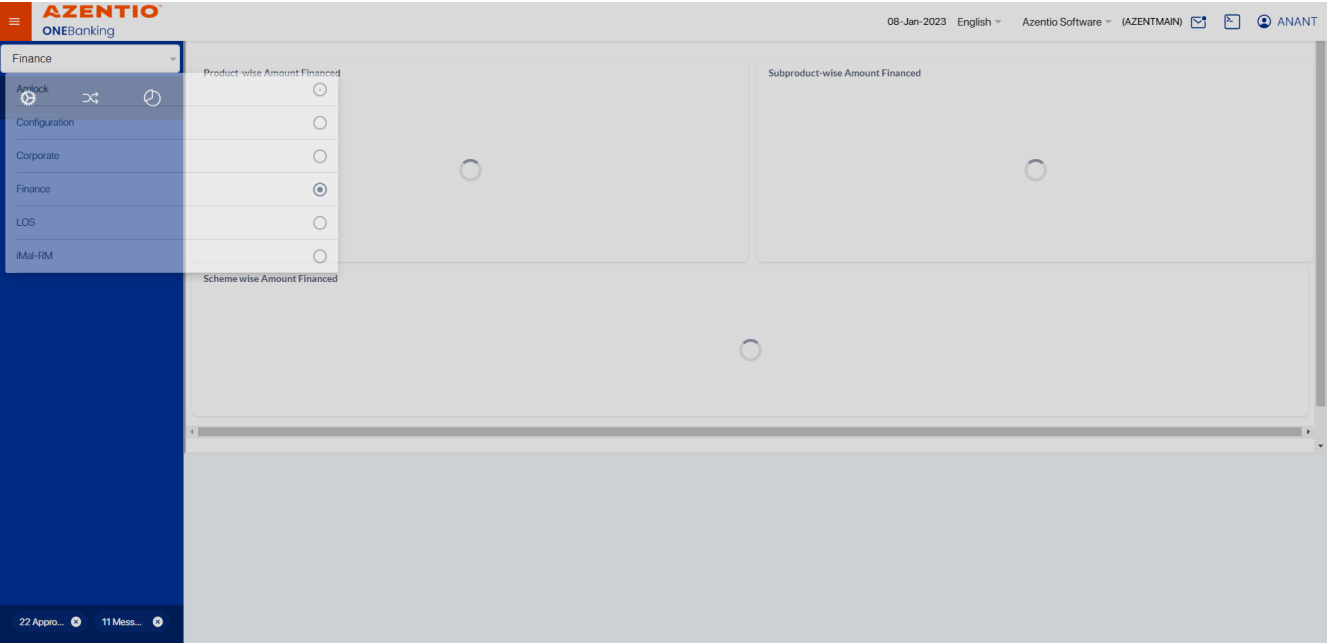 AZENTIO
ONEBanking
08-Jan-2023 English Azentio Software (AZENTMAIN) ANANT
Finance
Product-wise Amount Financed
Subproduct-wise Amount Financed
Amlock
Configuration
Corporate
Finance
LOS
iMal-RM
Scheme wise Amount Financed
22 Appro... 11 Mess...